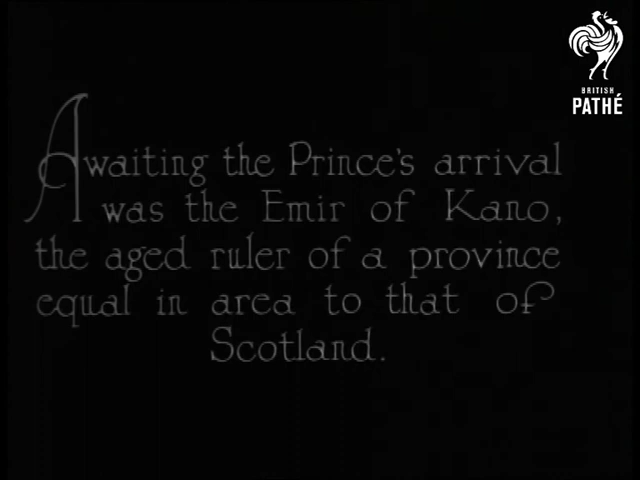 BRITISH
PATHÉ
Awaiting the Prince's arrival
was the Emir of Kano,
the aged ruler of a province
equal in area to that of
Scotland.